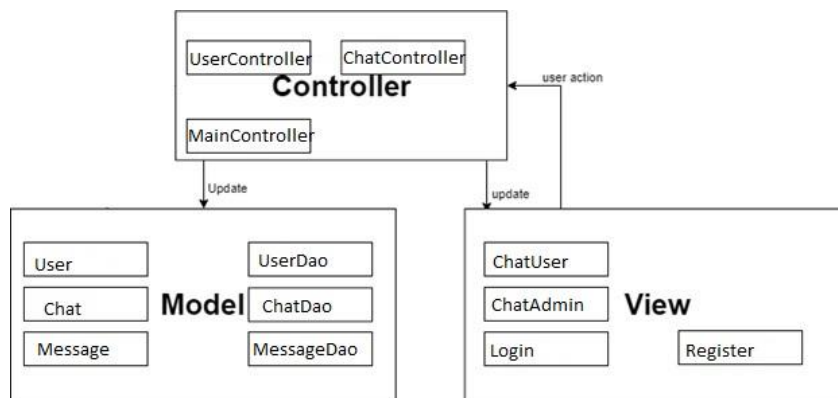 UserController
ChatController
Controller
user action
MainController
Update
update
User
UserDao
ChatUser
Chat
Model
ChatDao
ChatAdmin
View
Message
MessageDao
Login
Register